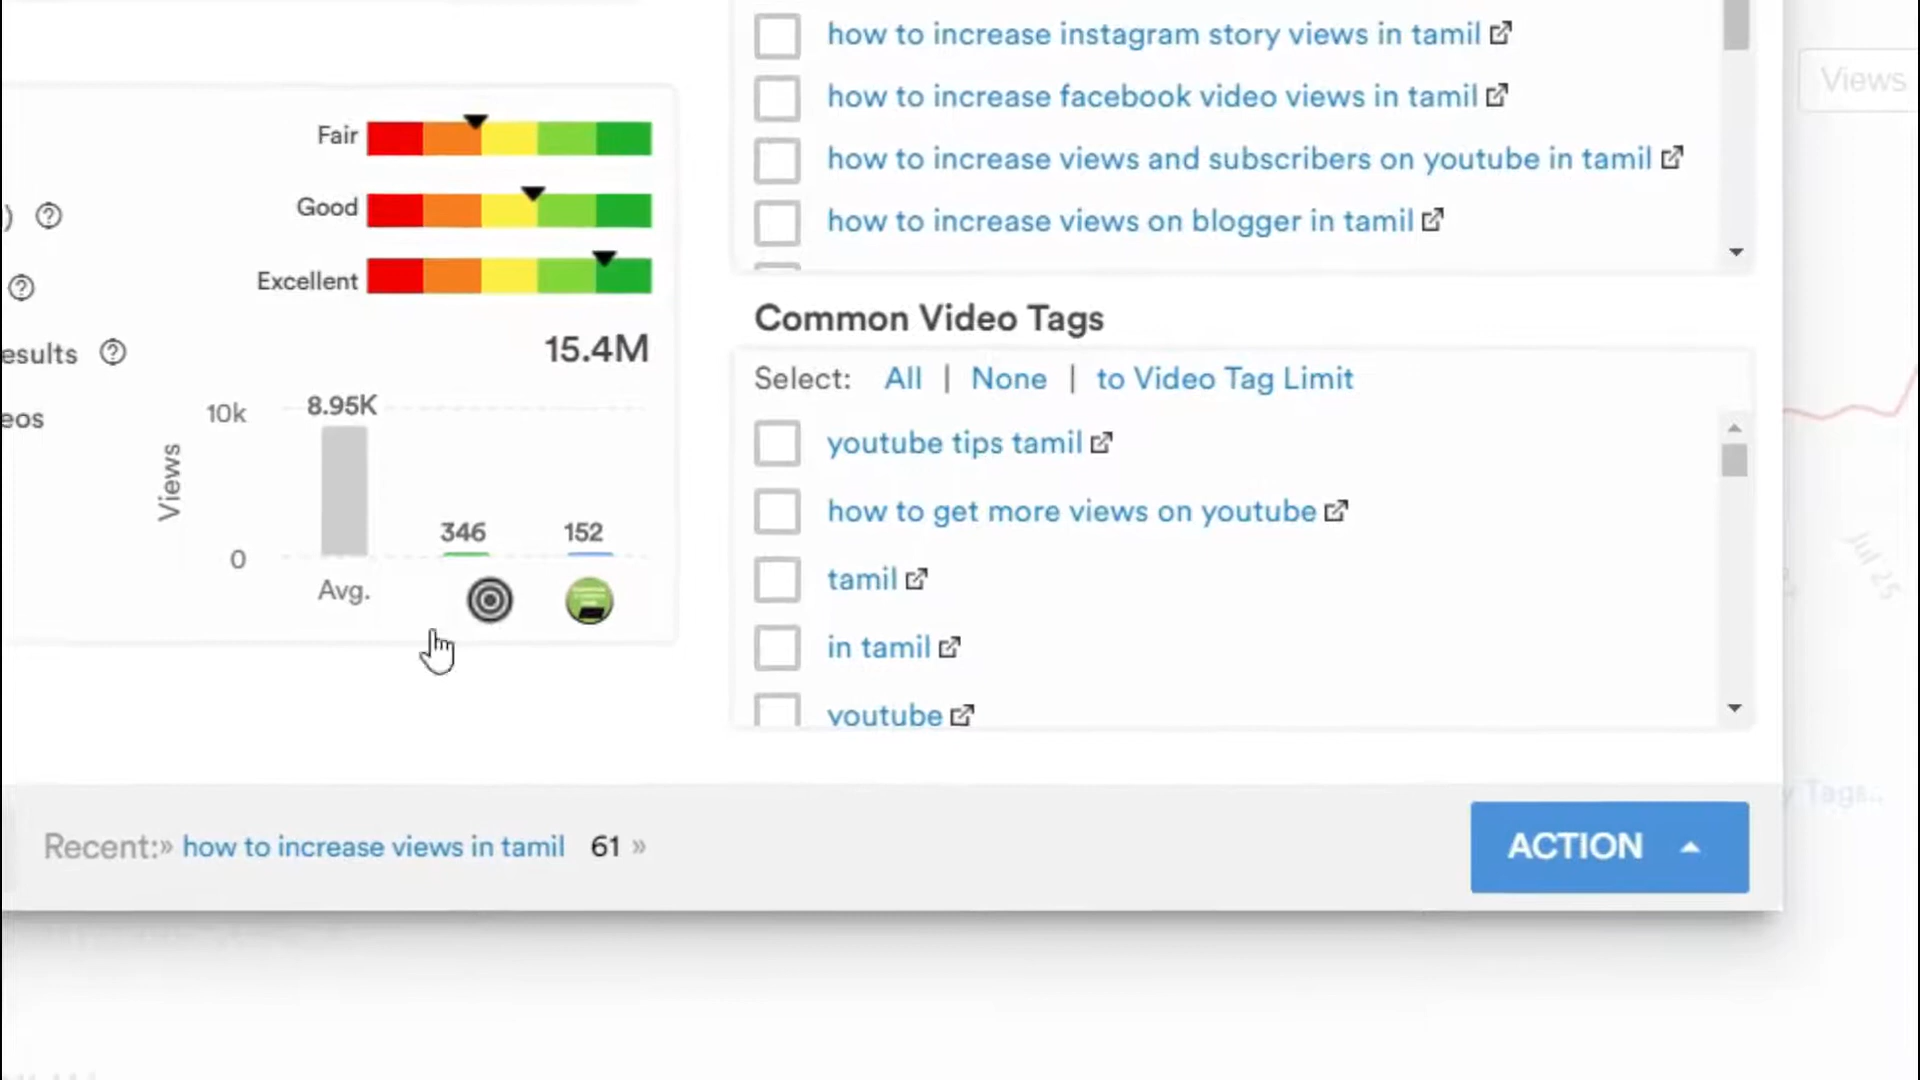 how to increase instagram story views in tamil
how to increase facebook video views in tamil
how to increase views and subscribers on youtube in tamil
how to increase views on blogger in tamil
Views
Fair
Good
)
Excellent
esults
15.4M
eos
10k
8.95K
Views
346
152
0
Avg.
Common Video Tags
Select: All | None | to Video Tag Limit
youtube tips tamil
how to get more views on youtube
tamil
in tamil
youtube
Jul 25
Tags..
Recent:» how to increase views in tamil 61 »
ACTION